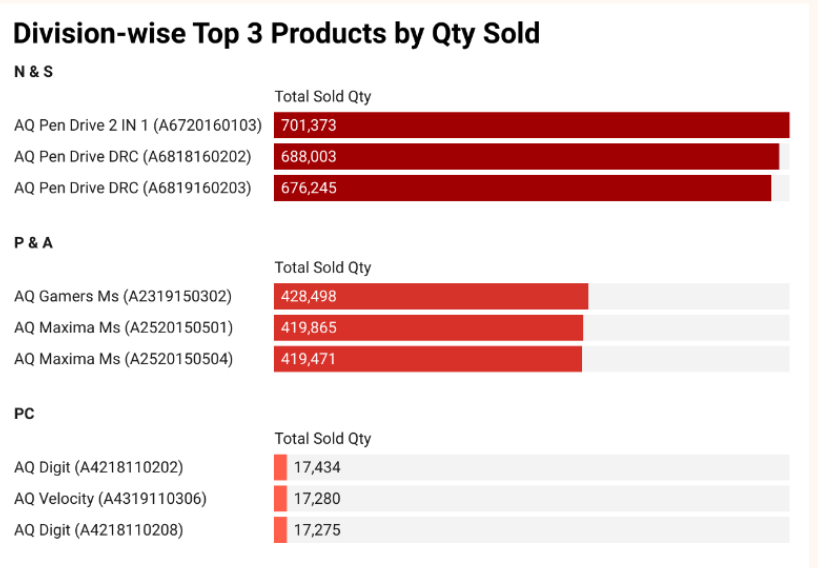 Division-wise Top 3 Products by Qty Sold
N & S
Total Sold Qty
AQ Pen Drive 2 IN 1 (A6720160103) 701,373
AQ Pen Drive DRC (A6818160202) 688,003
AQ Pen Drive DRC (A6819160203) 676,245
P & A
Total Sold Qty
AQ Gamers Ms (A2319150302) 428,498
AQ Maxima Ms (A2520150501) 419,865
AQ Maxima Ms (A2520150504) 419,471
PC
Total Sold Qty
AQ Digit (A4218110202) 17,434
AQ Velocity (A4319110306) 17,280
AQ Digit (A4218110208) 17,275